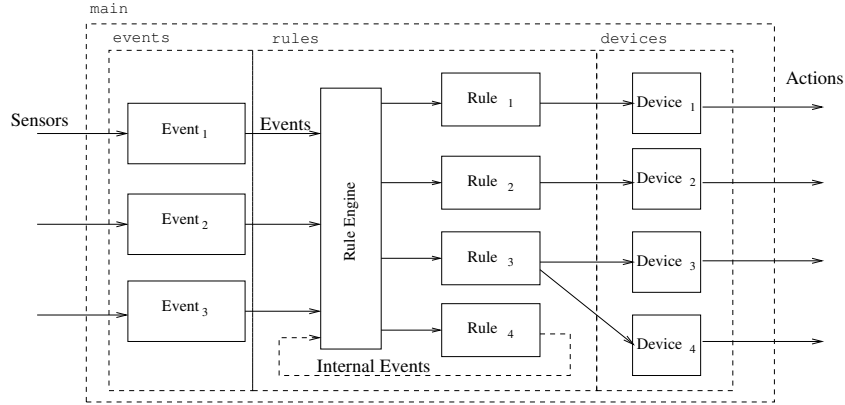 main
events
rules
devices
Sensors
Event 1
Event 2
Event 3
Events
Rule Engine
Internal Events
Rule 1
Rule 2
Rule 3
Rule 4
Device 1
Device 2
Device 3
Device 4
Actions